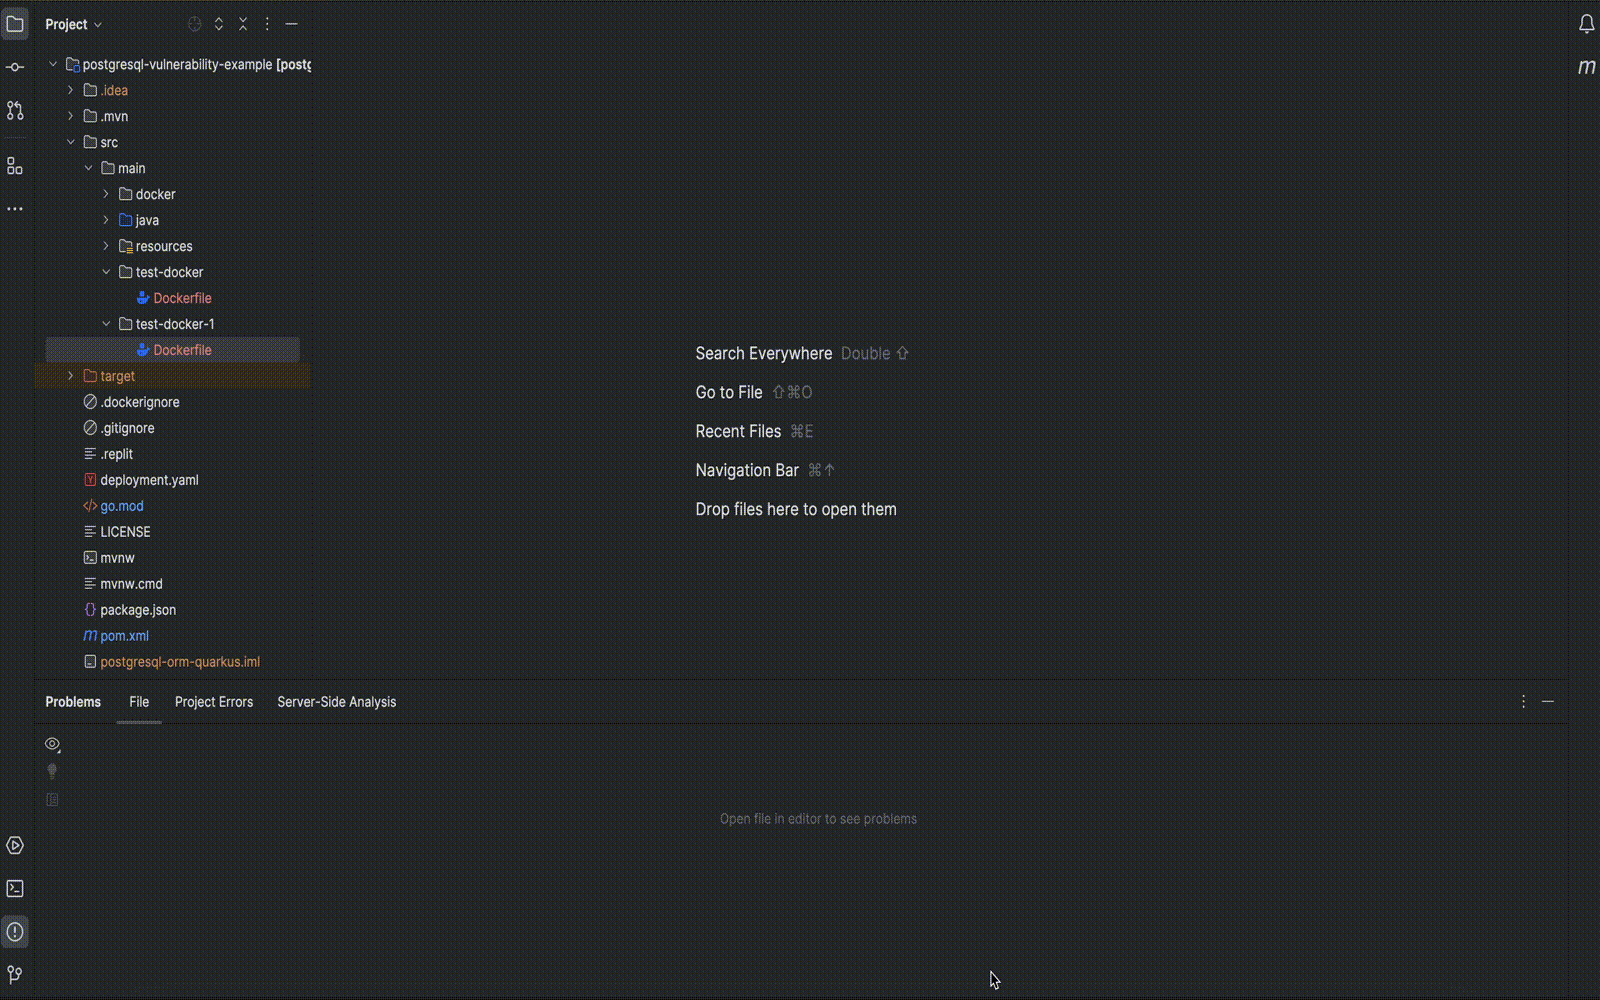 Project
postgresql-vulnerability-example [postg
.idea
.mvn
src
main
docker
java
resources
test-docker
Dockerfile
test-docker-1
Dockerfile
target
.dockerignore
.gitignore
.replit
deployment.yaml
go.mod
LICENSE
mvnw
mvnw.cmd
package.json
pom.xml
postgresql-orm-quarkus.iml
Search Everywhere Double ⇧
Go to File ⇧⌘O
Recent Files ⌘E
Navigation Bar ⌘↑
Drop files here to open them
Problems File Project Errors Server-Side Analysis
Open file in editor to see problems